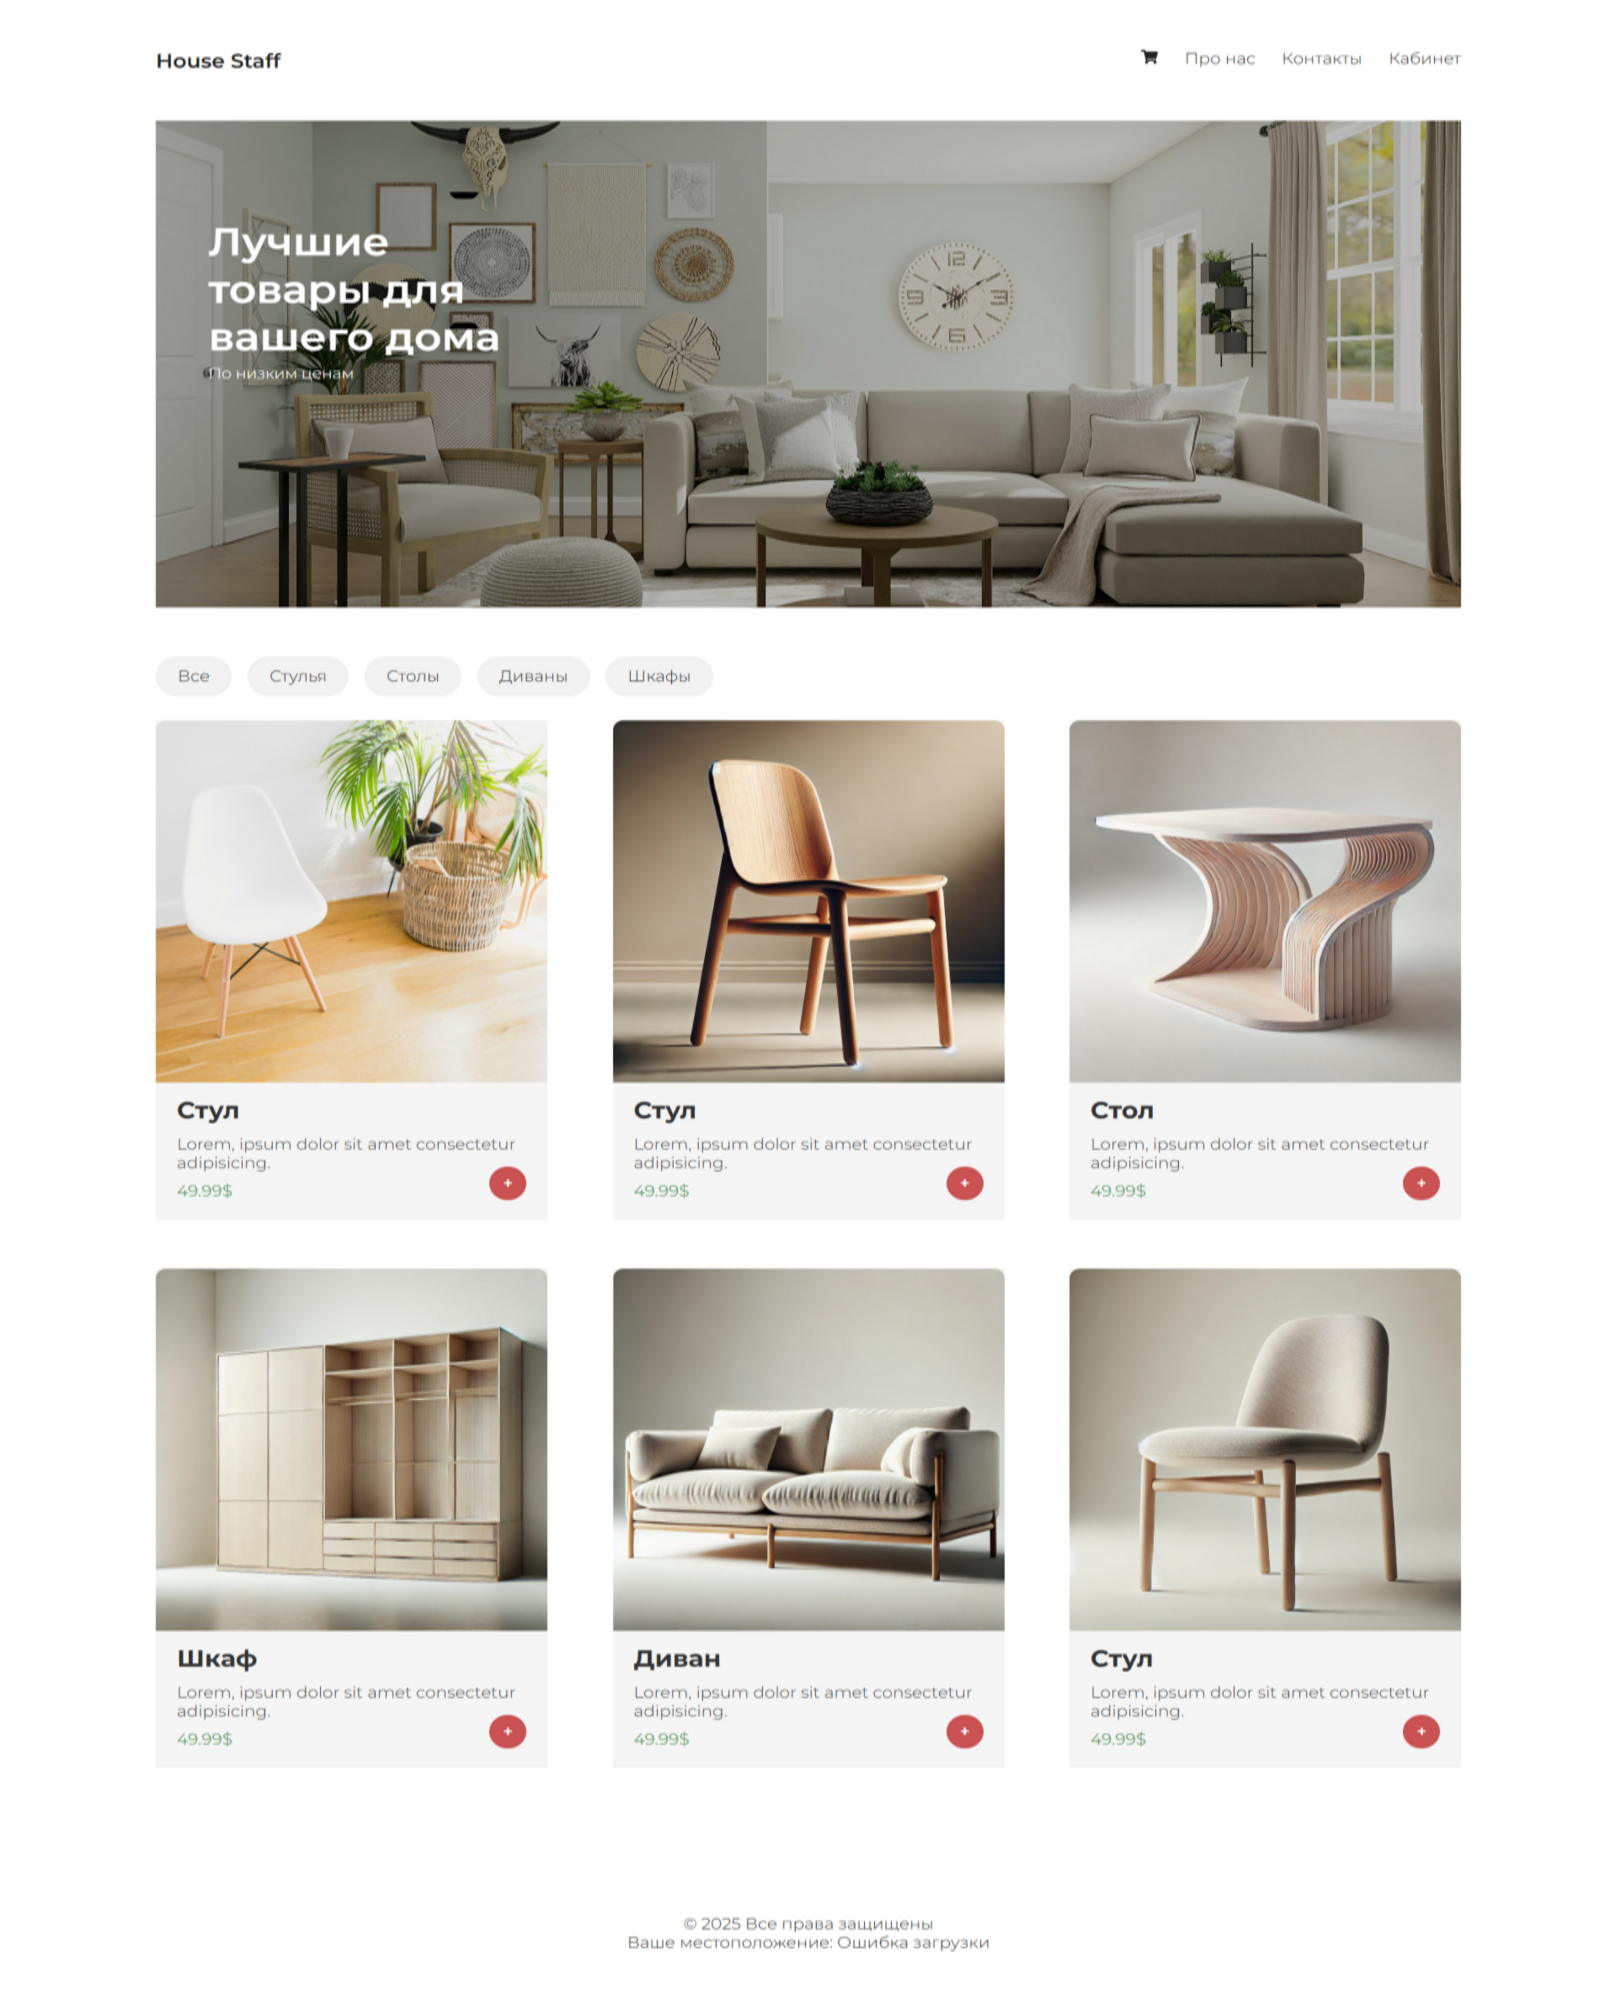 House Staff
Про нас
Контакты
Кабинет
Лучшие
товары для
вашего дома
По низким ценам
12
Все
Стулья
Столы
Диваны
Шкафы
Стул
Lorem, ipsum dolor sit amet consectetur
adipisicing.
49.99$
+
Стул
Lorem, ipsum dolor sit amet consectetur
adipisicing.
49.99$
+
Стол
Lorem, ipsum dolor sit amet consectetur
adipisicing.
49.99$
+
Шкаф
Lorem, ipsum dolor sit amet consectetur
adipisicing.
49.99$
+
Диван
Lorem, ipsum dolor sit amet consectetur
adipisicing.
49.99$
+
Стул
Lorem, ipsum dolor sit amet consectetur
adipisicing.
49.99$
+
© 2025 Все права защищены
Ваше местоположение: Ошибка загрузки